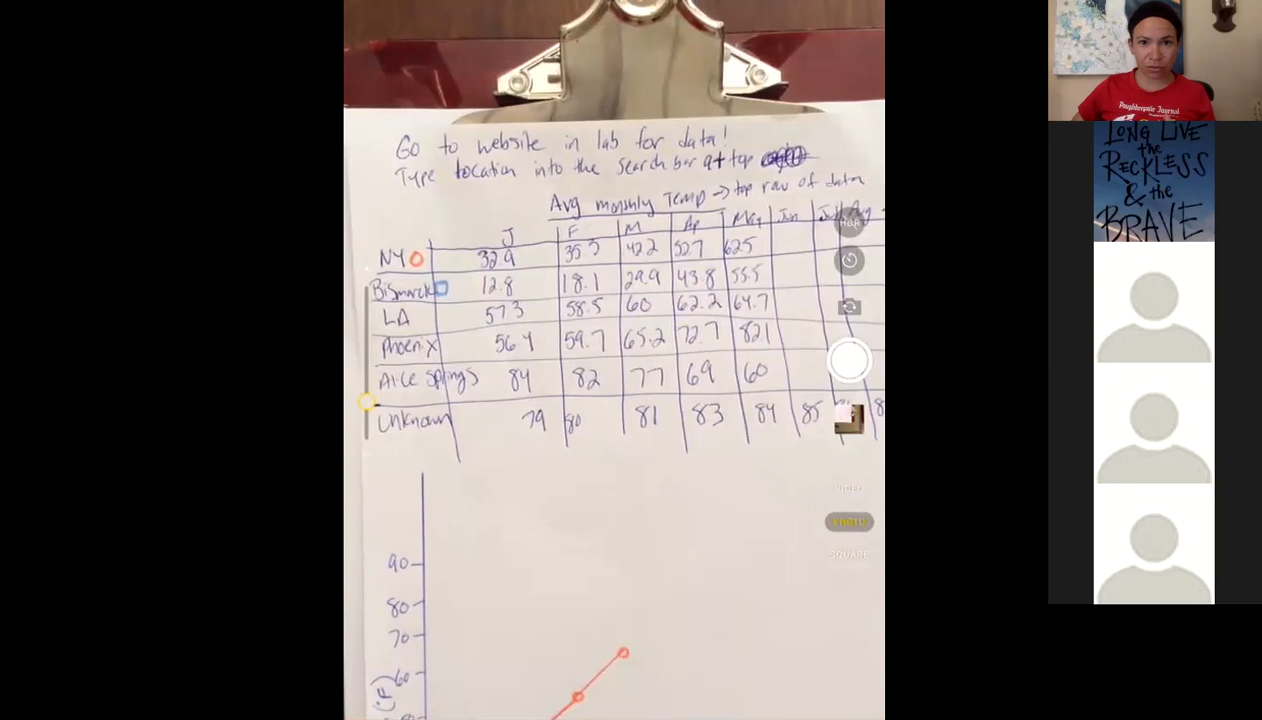 Go to website in lab for data!
Type location into the search bar at top
Avg monthly Temp → top row of data
J F M Ap May Jun Jul Aug
NY 32.9 35.5 42.2 52.7 62.5
Bismarck 12.8 18.1 29.9 43.8 55.5
LA 57.3 58.5 60 62.2 64.7
Phoenix 56.4 59.7 65.2 72.7 82.1
Alice Springs 84 82 77 69 60
Unknown 79 80 81 83 84 85
90
80
70
60
(°F)
HDR
VIDEO
PHOTO
SQUARE
Poughkeepsie Journal
LONG LIVE
the
RECKLESS
& the
BRAVE